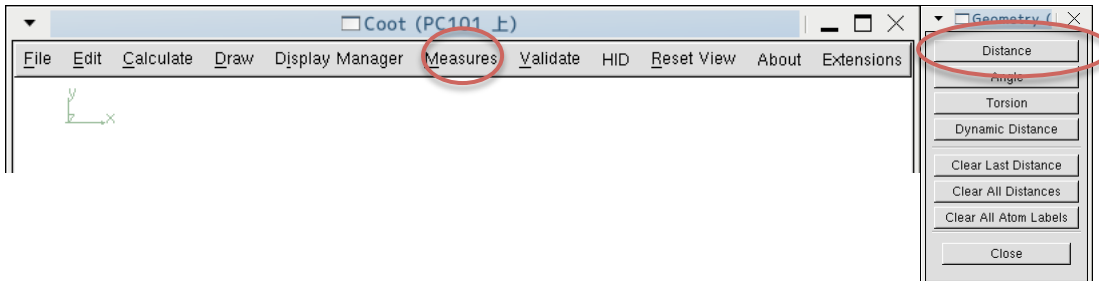 Coot (PC101 上)
File Edit Calculate Draw Display Manager Measures Validate HID Reset View About Extensions
y
z x
Geometry (
Distance
Angle
Torsion
Dynamic Distance
Clear Last Distance
Clear All Distances
Clear All Atom Labels
Close